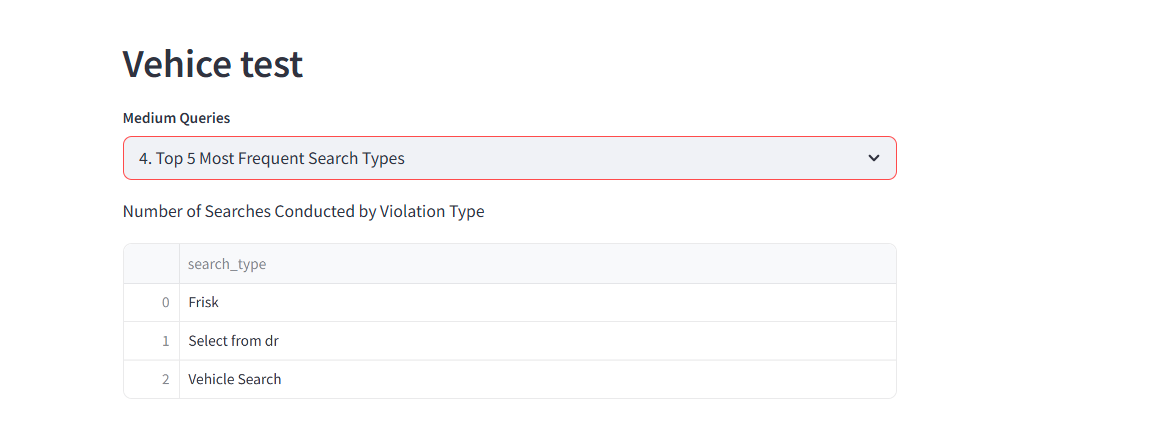 Vehice test
Medium Queries
4. Top 5 Most Frequent Search Types
Number of Searches Conducted by Violation Type
search_type
0 Frisk
1 Select from dr
2 Vehicle Search